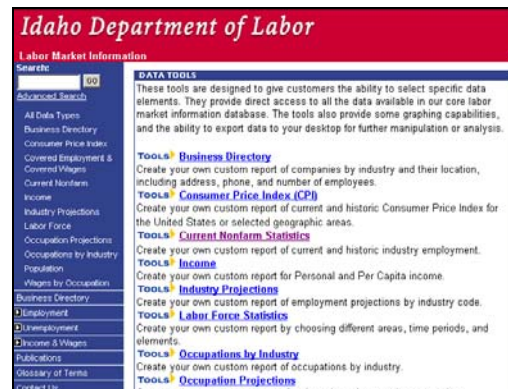 Idaho Department of Labor
Labor Market Information
Search:
GO
Advanced Search
All Data Types
Business Directory
Consumer Price Index
Covered Employment &
Covered Wages
Current Nonfarm
Income
Industry Projections
Labor Force
Occupation Projections
Occupations by Industry
Population
Wages by Occupation
Business Directory
Employment
Unemployment
Income & Wages
Publications
Glossary of Terms
Contact Us
DATA TOOLS
These tools are designed to give customers the ability to select specific data
elements. They provide direct access to all the data available in our core labor
market information database. The tools also provide some graphing capabilities,
and the ability to export data to your desktop for further manipulation or analysis.
TOOLS Business Directory
Create your own custom report of companies by industry and their location,
including address, phone, and number of employees.
TOOLS Consumer Price Index (CPI)
Create your own custom report of current and historic Consumer Price Index for
the United States or selected geographic areas.
TOOLS Current Nonfarm Statistics
Create your own custom report of current and historic industry employment.
TOOLS Income
Create your own custom report for Personal and Per Capita income.
TOOLS Industry Projections
Create your own custom report of employment projections by industry code.
TOOLS Labor Force Statistics
Create your own custom report by choosing different areas, time periods, and
elements.
TOOLS Occupations by Industry
Create your own custom report of occupations by industry.
TOOLS Occupation Projections